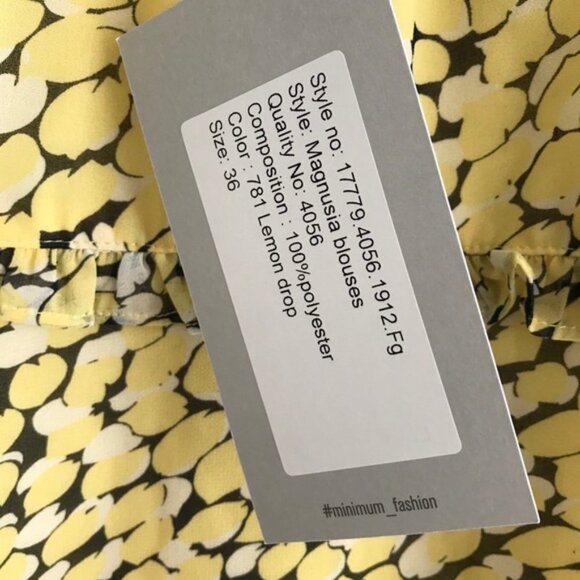 Style no: 17779.4056.1912.Fg
Style: Magnusia blouses
Quality No: 4056
Composition : 100%polyester
Color : 781 Lemon drop
Size: 36
#minimum_fashion